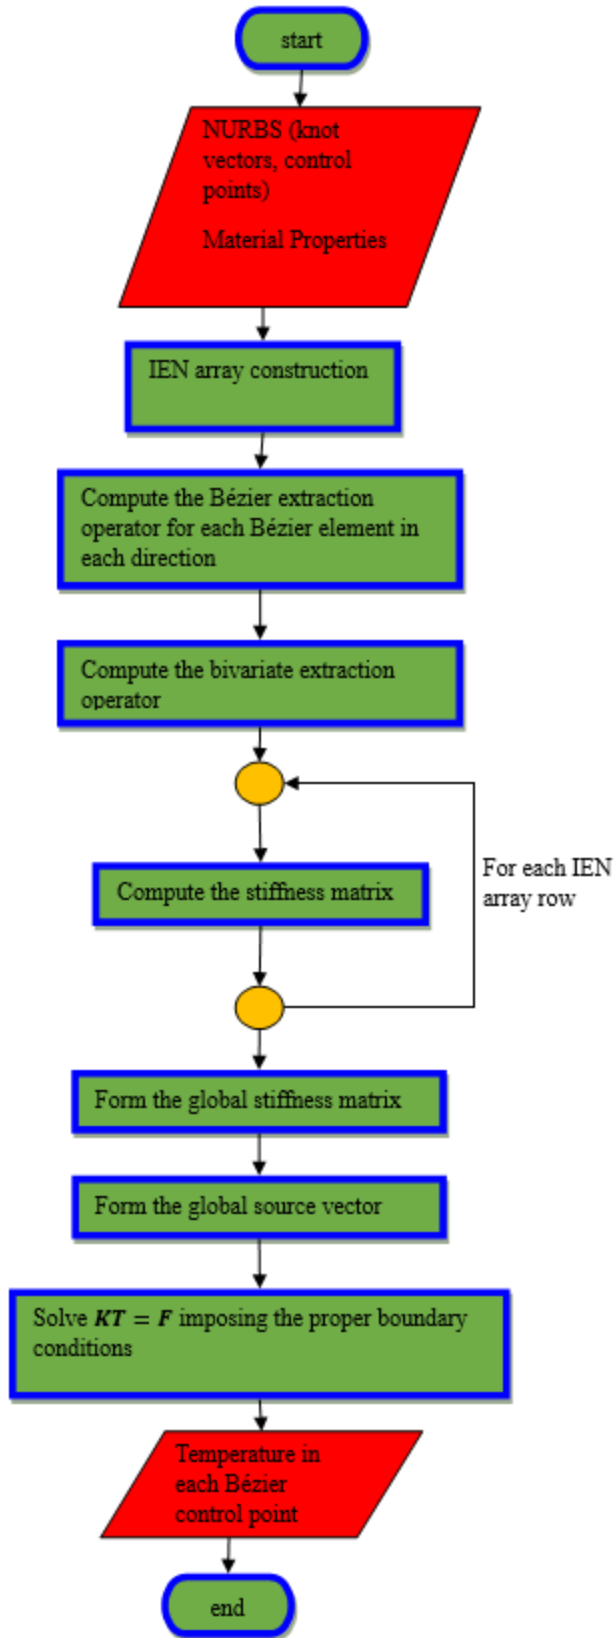 start
NURBS (knot
vectors, control
points)
Material Properties
IEN array construction
Compute the Bézier extraction
operator for each Bézier element in
each direction
Compute the bivariate extraction
operator
Compute the stiffness matrix
For each IEN
array row
Form the global stiffness matrix
Form the global source vector
Solve KT = F imposing the proper boundary
conditions
Temperature in
each Bézier
control point
end